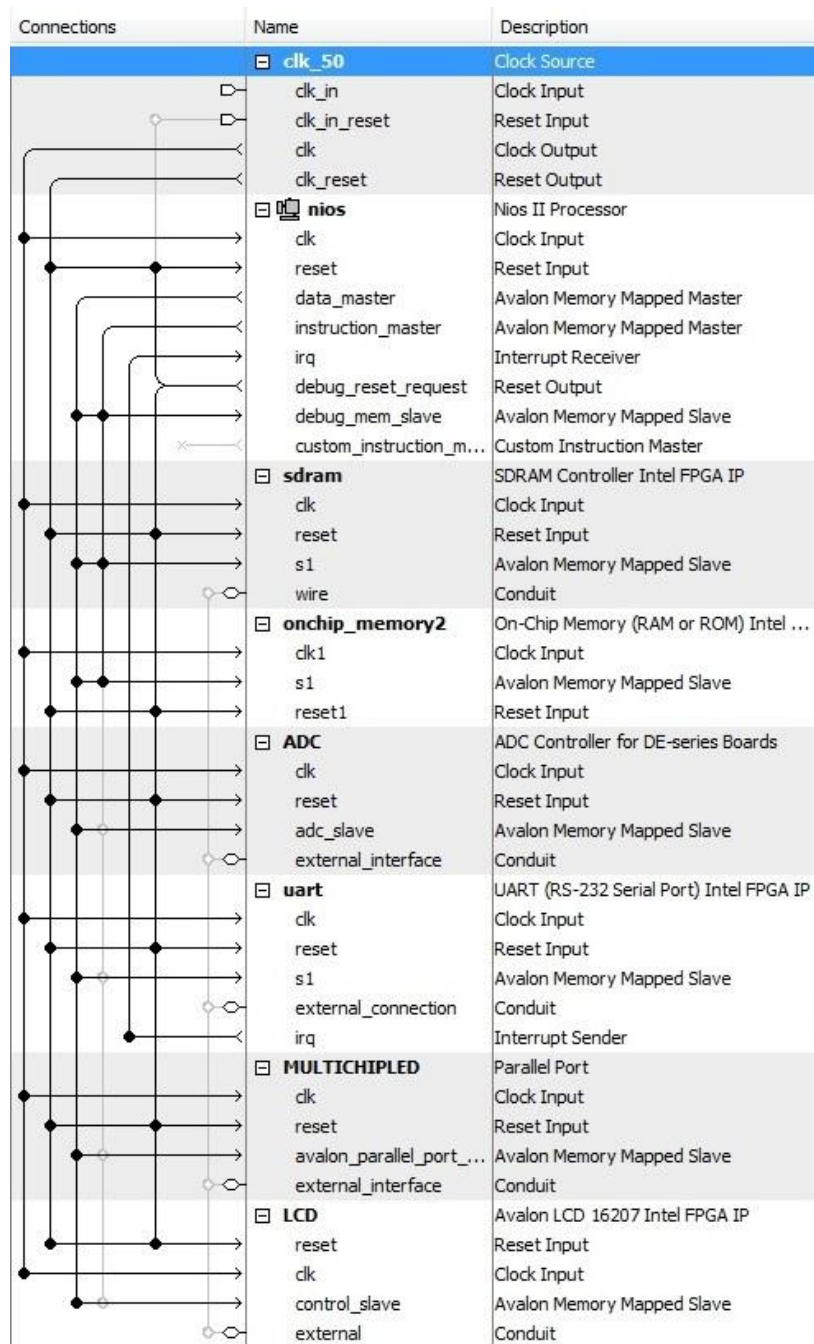 Connections Name Description
clk_50 Clock Source
clk_in Clock Input
clk_in_reset Reset Input
clk Clock Output
clk_reset Reset Output
nios Nios II Processor
clk Clock Input
reset Reset Input
data_master Avalon Memory Mapped Master
instruction_master Avalon Memory Mapped Master
irq Interrupt Receiver
debug_reset_request Reset Output
debug_mem_slave Avalon Memory Mapped Slave
custom_instruction_m... Custom Instruction Master
sdram SDRAM Controller Intel FPGA IP
clk Clock Input
reset Reset Input
s1 Avalon Memory Mapped Slave
wire Conduit
onchip_memory2 On-Chip Memory (RAM or ROM) Intel ...
clk1 Clock Input
s1 Avalon Memory Mapped Slave
reset1 Reset Input
ADC ADC Controller for DE-series Boards
clk Clock Input
reset Reset Input
adc_slave Avalon Memory Mapped Slave
external_interface Conduit
uart UART (RS-232 Serial Port) Intel FPGA IP
clk Clock Input
reset Reset Input
s1 Avalon Memory Mapped Slave
external_connection Conduit
irq Interrupt Sender
MULTICHIPLED Parallel Port
clk Clock Input
reset Reset Input
avalon_parallel_port_... Avalon Memory Mapped Slave
external_interface Conduit
LCD Avalon LCD 16207 Intel FPGA IP
reset Reset Input
clk Clock Input
control_slave Avalon Memory Mapped Slave
external Conduit